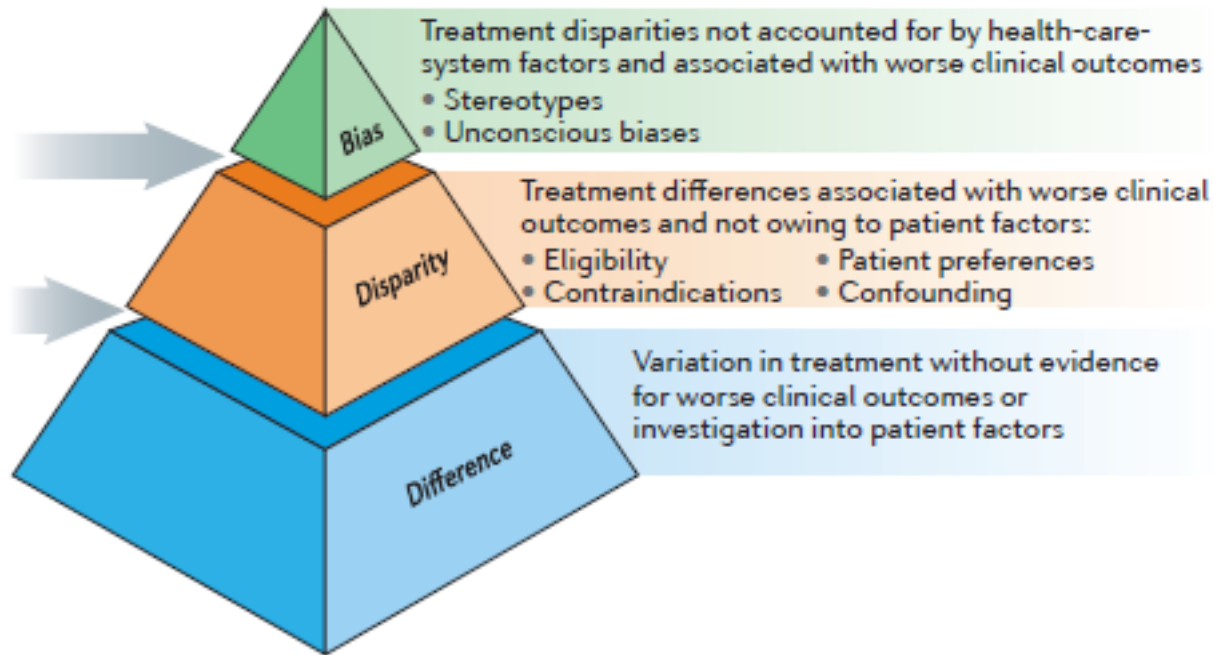 Treatment disparities not accounted for by health-care-
system factors and associated with worse clinical outcomes
• Stereotypes
• Unconscious biases
Bias
Treatment differences associated with worse clinical
outcomes and not owing to patient factors:
• Eligibility • Patient preferences
• Contraindications • Confounding
Disparity
Variation in treatment without evidence
for worse clinical outcomes or
investigation into patient factors
Difference